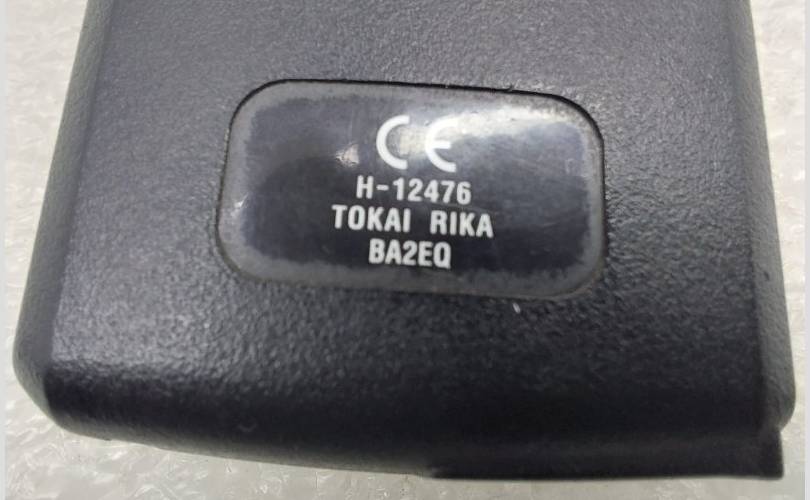 CE
H-12476
TOKAI RIKA
BA2EQ